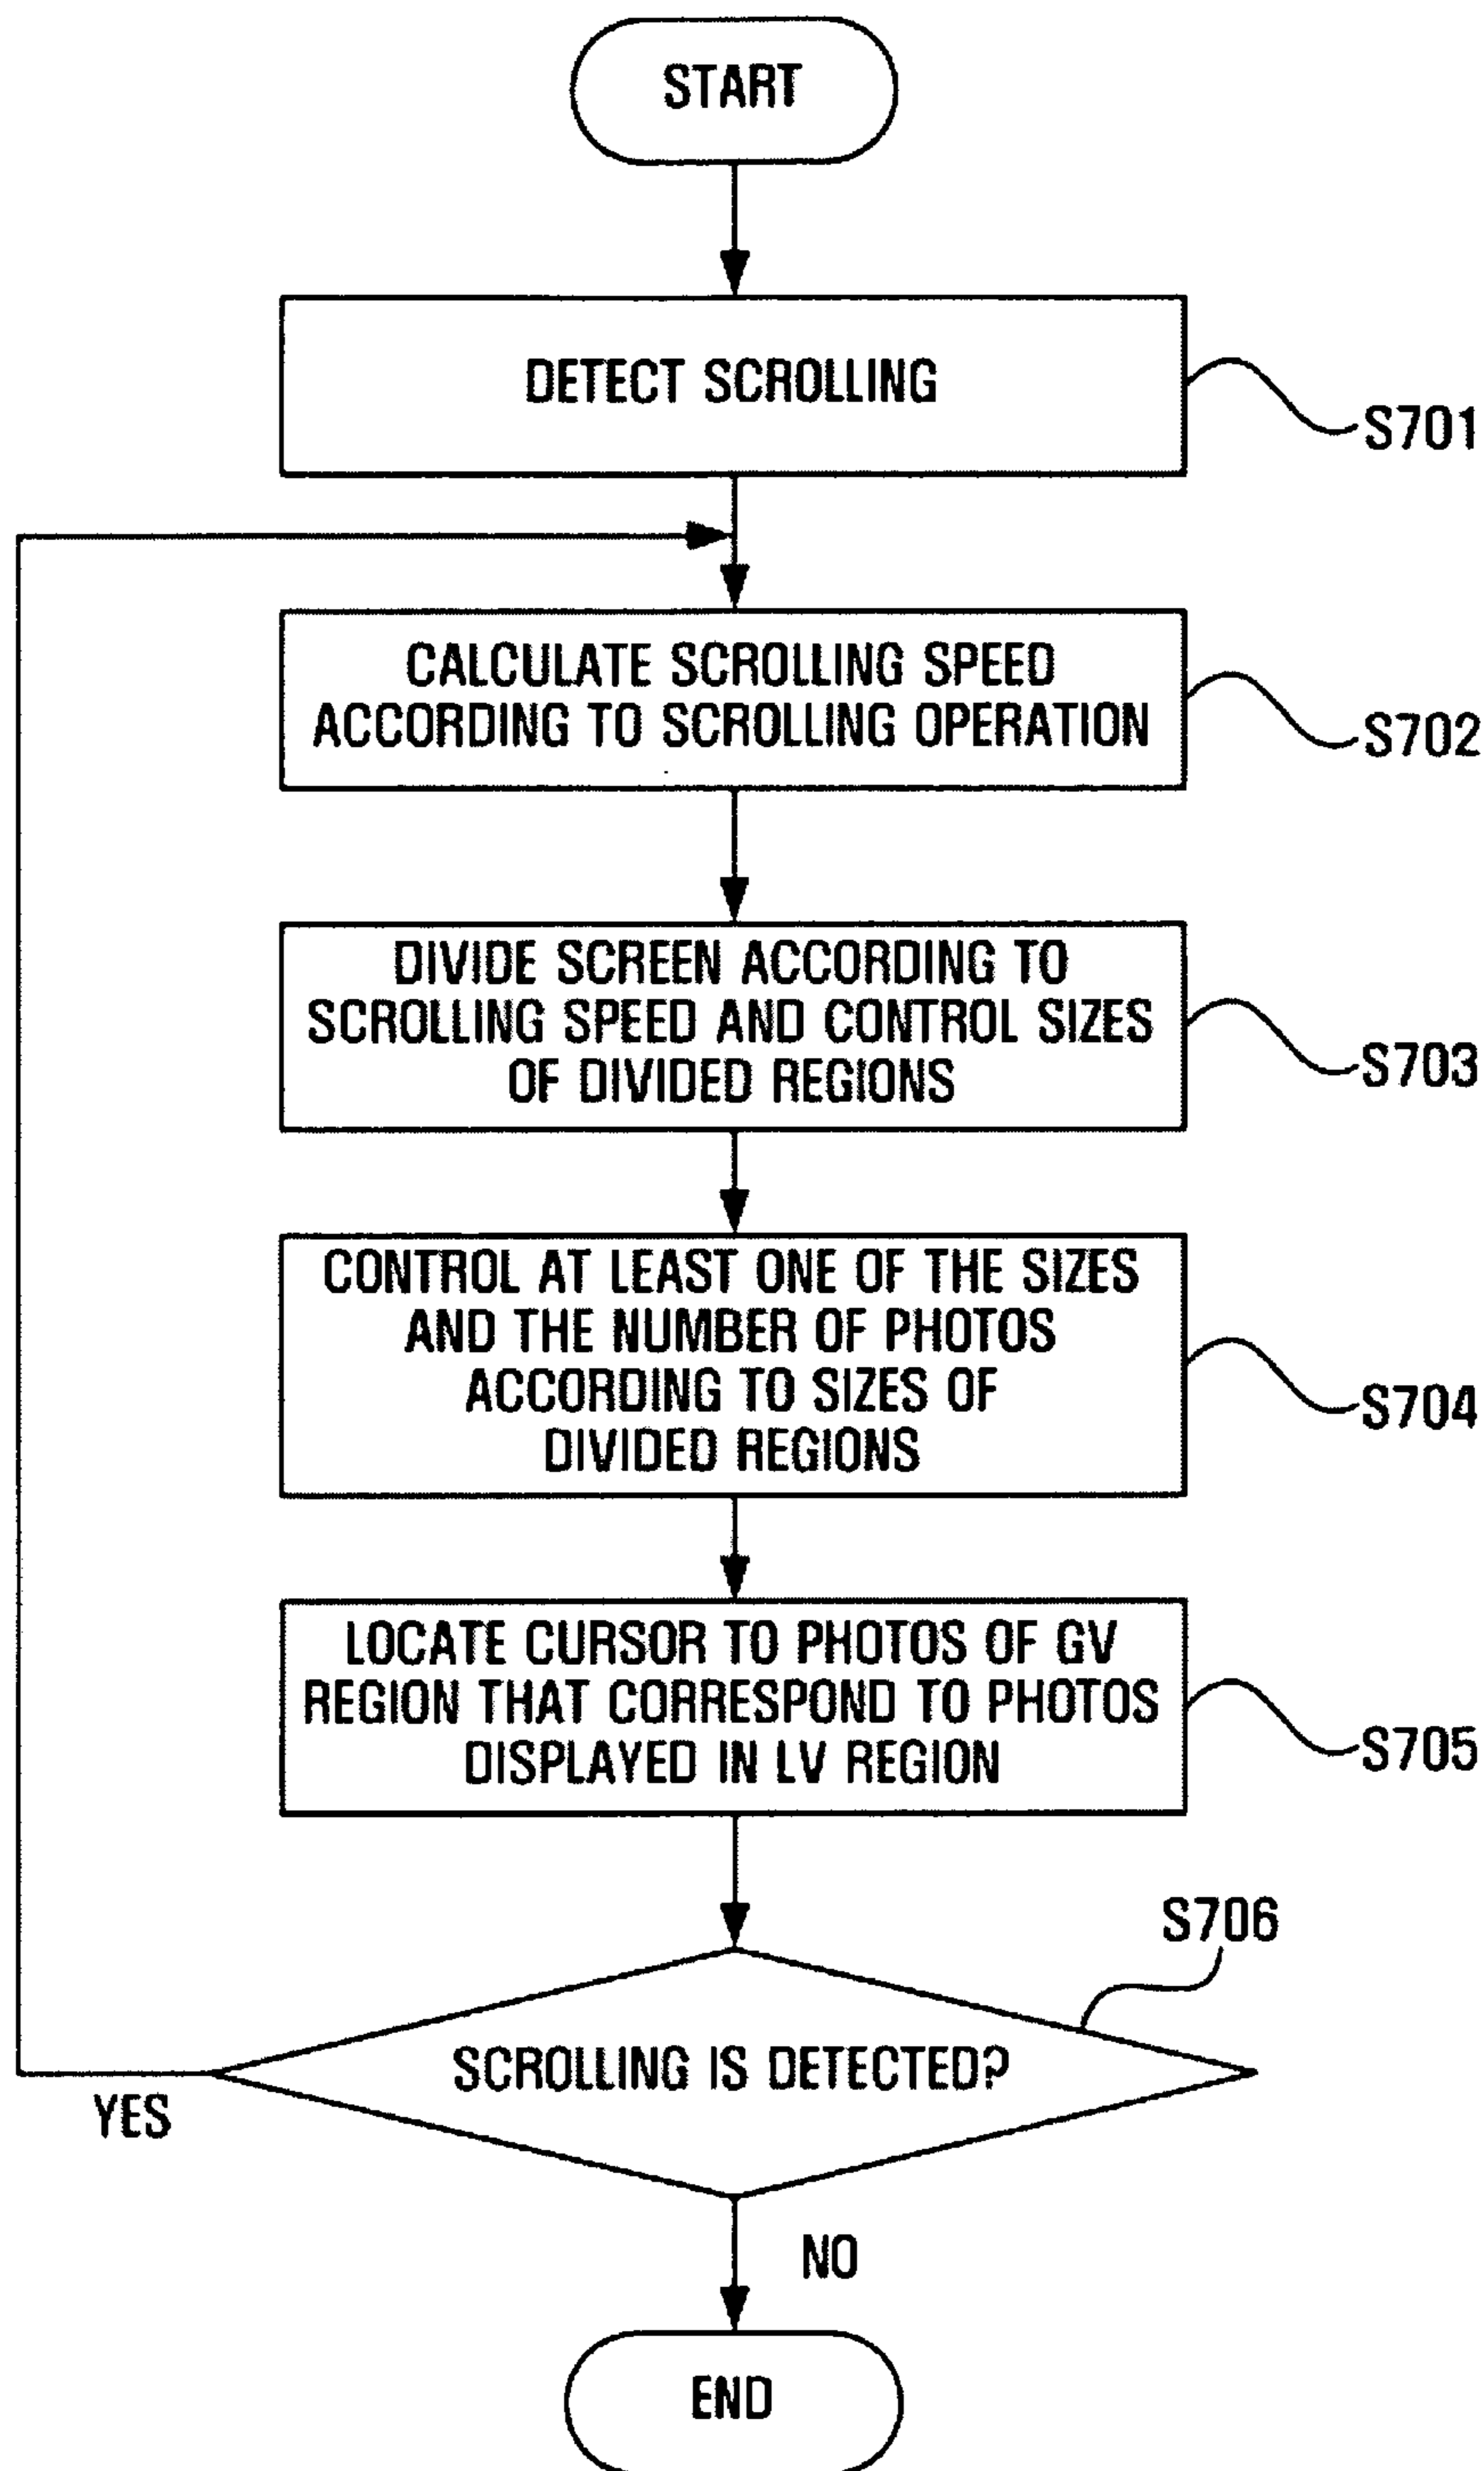 START
DETECT SCROLLING
S701
CALCULATE SCROLLING SPEED
ACCORDING TO SCROLLING OPERATION
S702
DIVIDE SCREEN ACCORDING TO
SCROLLING SPEED AND CONTROL SIZES
OF DIVIDED REGIONS
S703
CONTROL AT LEAST ONE OF THE SIZES
AND THE NUMBER OF PHOTOS
ACCORDING TO SIZES OF
DIVIDED REGIONS
S704
LOCATE CURSOR TO PHOTOS OF GV
REGION THAT CORRESPOND TO PHOTOS
DISPLAYED IN LV REGION
S705
S706
SCROLLING IS DETECTED?
YES
NO
END